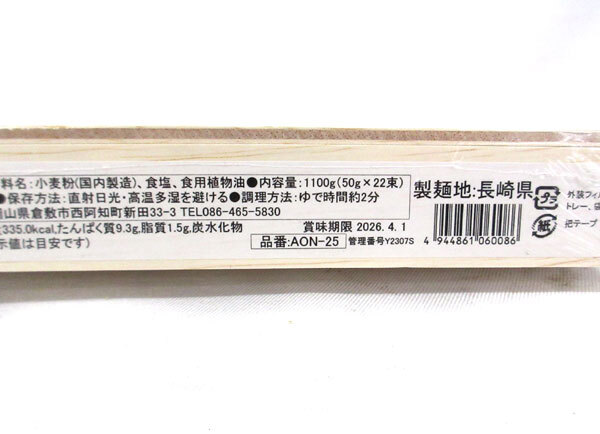 料名:小麦粉(国内製造)、食塩、食用植物油●内容量:1100g(50g×22束)
●保存方法:直射日光・高温多湿を避ける●調理方法:ゆで時間約2分
山県倉敷市西阿知町新田33-3 TEL086-465-5830
335.0kcal,たんぱく質9.3g,脂質1.5g,炭水化物
示値は目安です)
賞味期限 2026.4.1
品番:AON-25 管理番号Y2307S
製麺地:長崎県
4 944861 060086
プラ
外装フィル
トレー、袋
紙
把テープ